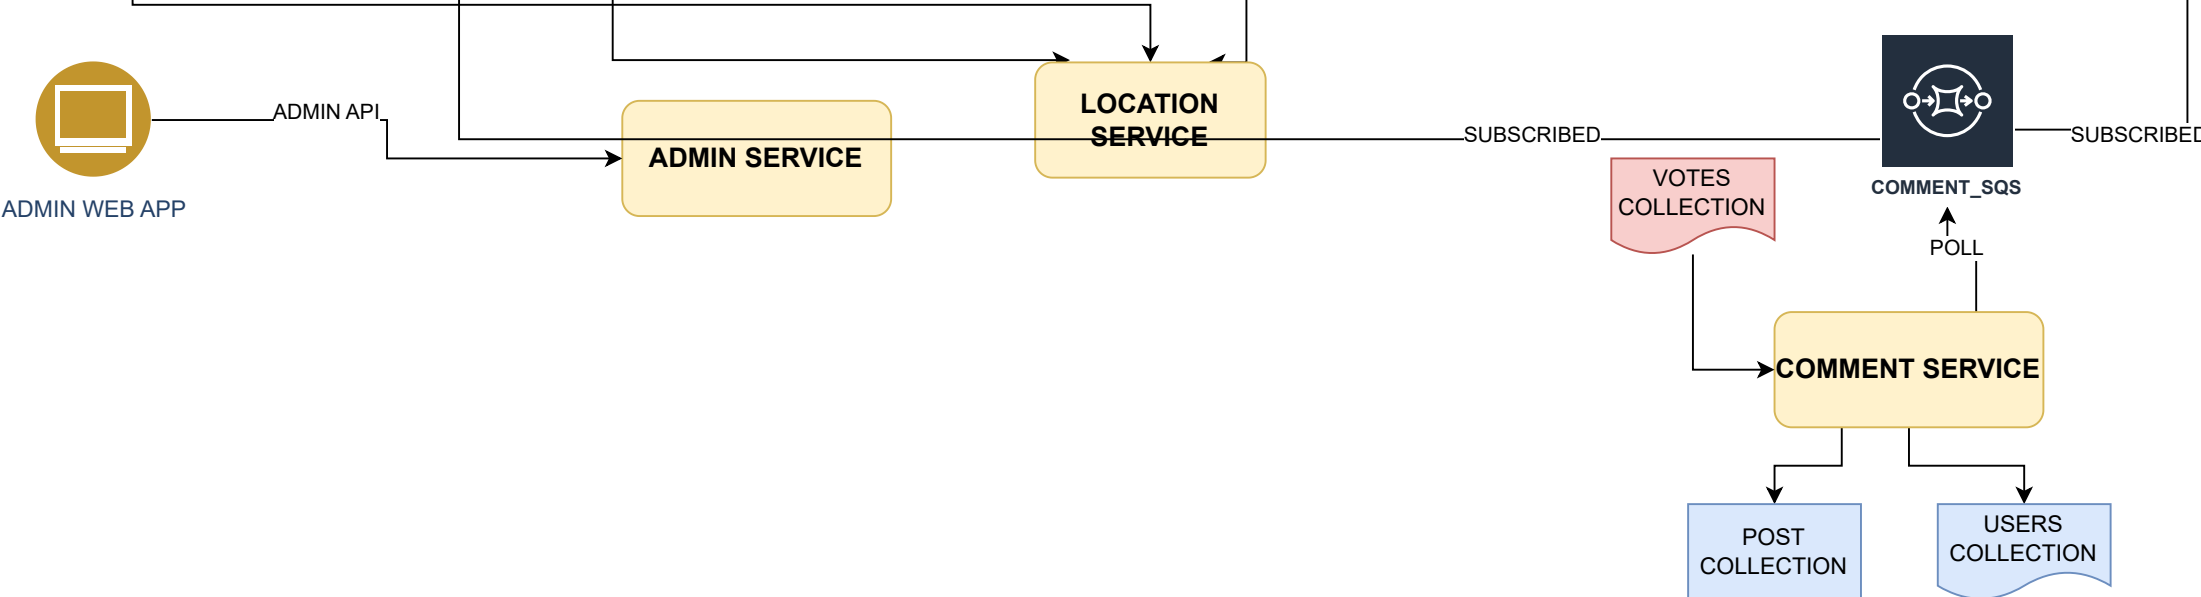 ADMIN API
ADMIN WEB APP
ADMIN SERVICE
LOCATION
SERVICE
SUBSCRIBED
COMMENT_SQS
SUBSCRIBED
VOTES
COLLECTION
POLL
COMMENT SERVICE
POST
COLLECTION
USERS
COLLECTION